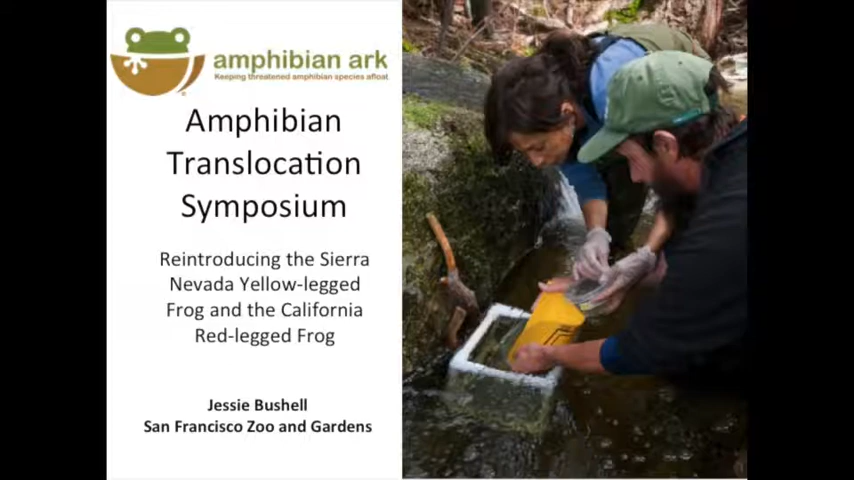 amphibian ark
Keeping threatened amphibian species afloat
Amphibian
Translocation
Symposium
Reintroducing the Sierra
Nevada Yellow-legged
Frog and the California
Red-legged Frog
Jessie Bushell
San Francisco Zoo and Gardens